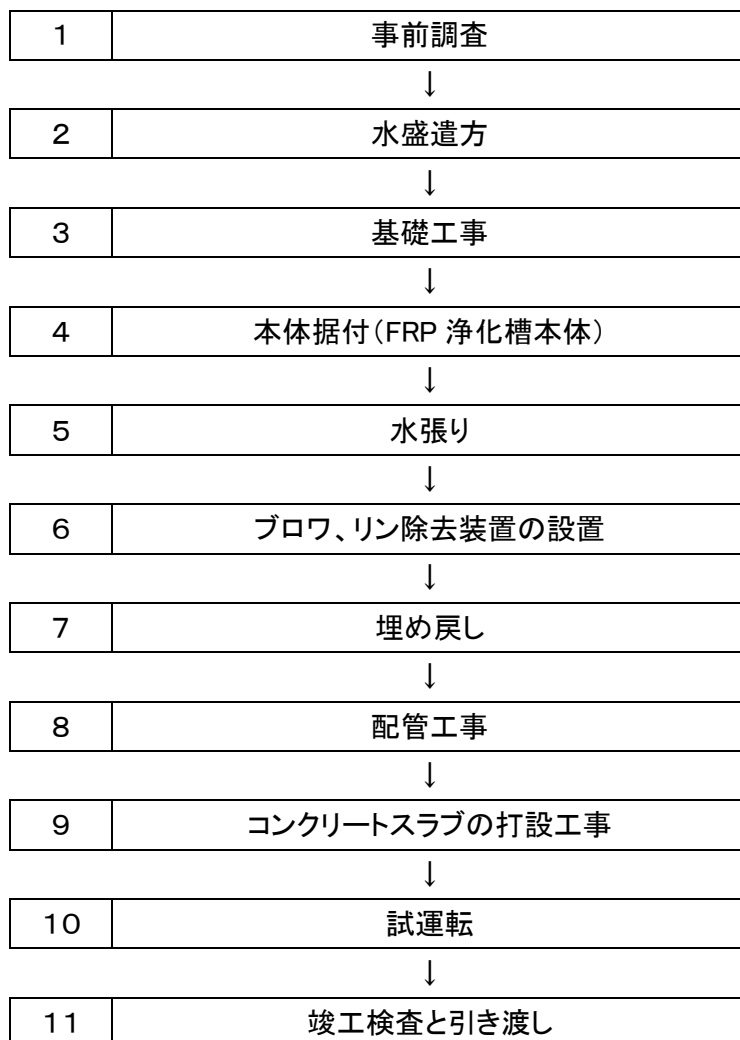 1 事前調査
↓
2 水盛遣方
↓
3 基礎工事
↓
4 本体据付(FRP 浄化槽本体)
↓
5 水張り
↓
6 ブロワ、リン除去装置の設置
↓
7 埋め戻し
↓
8 配管工事
↓
9 コンクリートスラブの打設工事
↓
10 試運転
↓
11 竣工検査と引き渡し